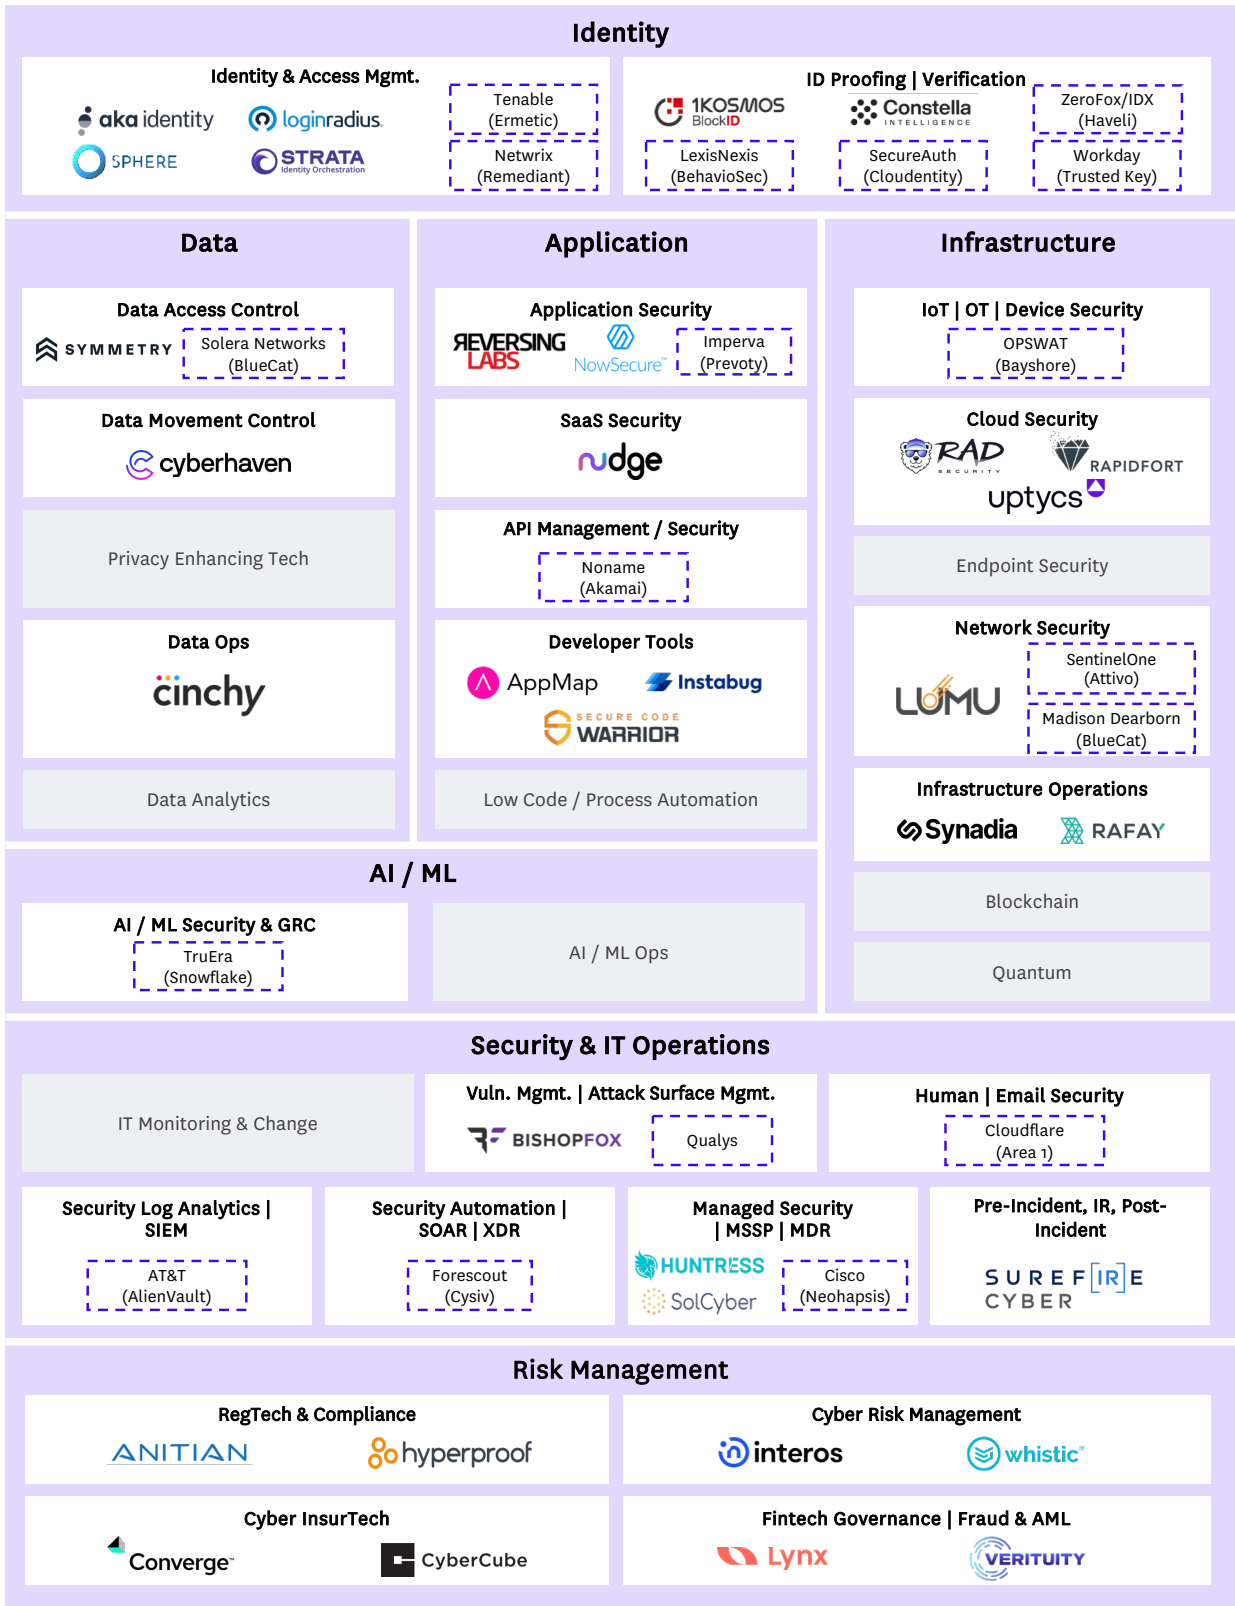 Identity
Identity & Access Mgmt.
aka identity
loginradius.
SPHERE
STRATA
Identity Orchestration
Tenable
(Ermetic)
Netwrix
(Remediant)
ID Proofing | Verification
1KOSMOS
BlockID
Constella
INTELLIGENCE
ZeroFox/IDX
(Haveli)
LexisNexis
(BehavioSec)
SecureAuth
(Cloudentity)
Workday
(Trusted Key)
Data
Data Access Control
SYMMETRY
Solera Networks
(BlueCat)
Data Movement Control
cyberhaven
Privacy Enhancing Tech
Data Ops
cinchy
Data Analytics
Application
Application Security
REVERSING
LABS
NowSecure™
Imperva
(Prevoty)
SaaS Security
nudge
API Management / Security
Noname
(Akamai)
Developer Tools
AppMap
Instabug
SECURE CODE
WARRIOR
Low Code / Process Automation
Infrastructure
IoT | OT | Device Security
OPSWAT
(Bayshore)
Cloud Security
RAD
SECURITY
RAPIDFORT
uptycs
Endpoint Security
Network Security
LUMU
SentinelOne
(Attivo)
Madison Dearborn
(BlueCat)
Infrastructure Operations
Synadia
RAFAY
Blockchain
Quantum
AI / ML
AI / ML Security & GRC
TruEra
(Snowflake)
AI / ML Ops
Security & IT Operations
IT Monitoring & Change
Vuln. Mgmt. | Attack Surface Mgmt.
BISHOPFOX
Qualys
Human | Email Security
Cloudflare
(Area 1)
Security Log Analytics |
SIEM
AT&T
(AlienVault)
Security Automation |
SOAR | XDR
Forescout
(Cysiv)
Managed Security
| MSSP | MDR
HUNTRESS
SolCyber
Cisco
(Neohapsis)
Pre-Incident, IR, Post-
Incident
SUREF[IR]E
CYBER
Risk Management
RegTech & Compliance
ANITIAN
hyperproof
Cyber Risk Management
interos
whistic®
Cyber InsurTech
Converge™
CyberCube
Fintech Governance | Fraud & AML
Lynx
VERITUITY